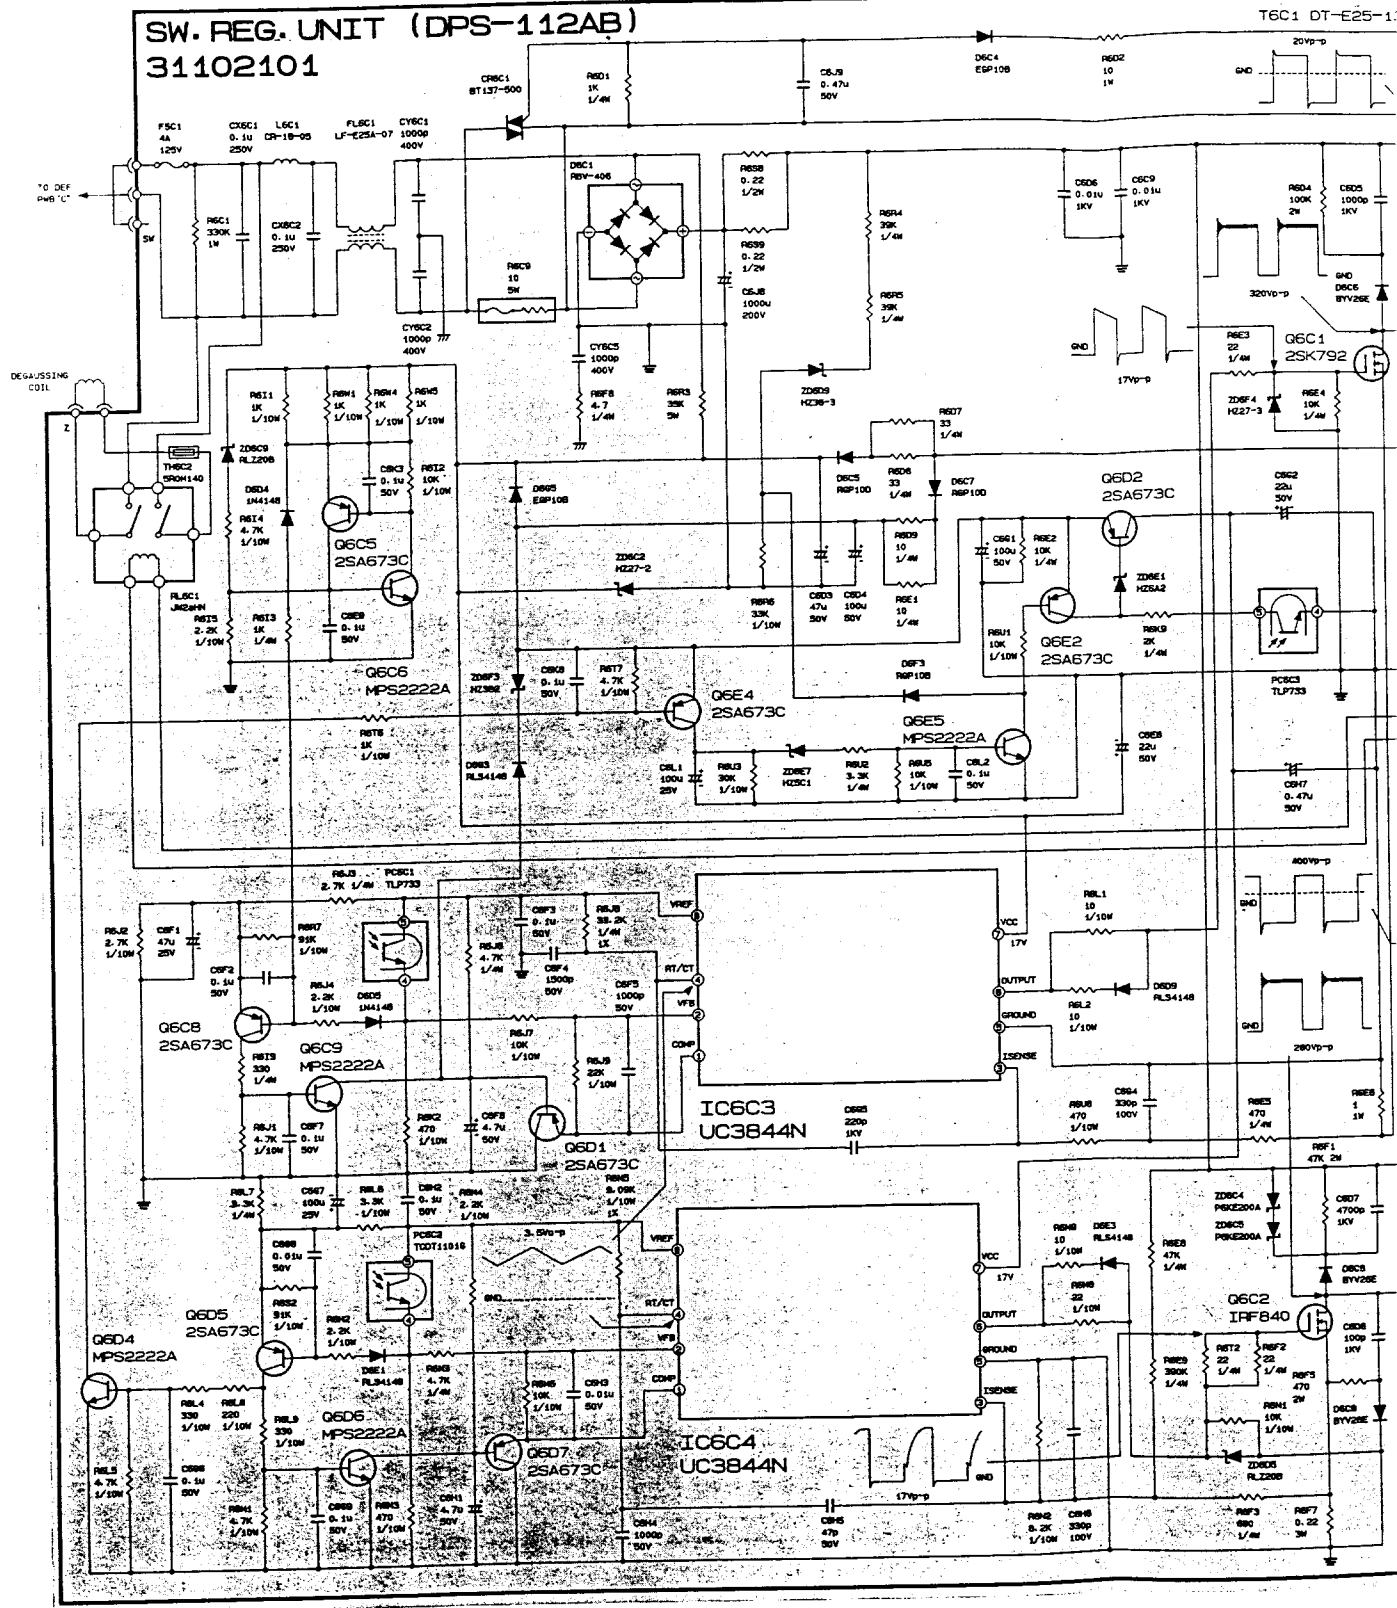 SW. REG. UNIT (DPS-112AB)
31102101
T6C1 DT-E25-1
20Vp-p
GND
D6C4
EGP10B
R6D2
10
1W
CR6C1
BT137-500
R6D1
1K
1/4W
C6J9
0.47u
50V
F5C1
4A
125V
CX6C1
0.1u
250V
L6C1
CR-18-05
FL6C1
LF-E25A-07
CY6C1
1000p
400V
TO DEF
PWB "C"
SW
R6C1
330K
1W
CX6C2
0.1u
250V
D6C1
RBV-406
R6S8
0.22
1/2W
R6S9
0.22
1/2W
C6J8
1000u
200V
R6C9
10
5W
CY6C2
1000p
400V
CY6C5
1000p
400V
R6F8
4.7
1/4W
R6R3
39K
5W
R6R4
39K
1/4W
R6R5
39K
1/4W
ZD6D9
HZ36-3
C6D6
0.01u
1KV
C6C9
0.01u
1KV
R6D4
100K
2W
C6D5
1000p
1KV
GND
320Vp-p
D6C6
BYV26E
GND
17Vp-p
R6E3
22
1/4W
Q6C1
2SK792
ZD6F4
HZ27-3
R6E4
10K
1/4W
DEGAUSSING
COIL
Z
TH6C2
5R0M140
RL6C1
JW2aHN
R6I1
1K
1/10W
R6W1
1K
1/10W
R6W4
1K
1/10W
R6W5
1K
1/10W
ZD6C9
RLZ20B
D6D4
1N4148
R6I4
4.7K
1/10W
C6K3
0.1u
50V
R6I2
10K
1/10W
Q6C5
2SA673C
R6I5
2.2K
1/10W
R6I3
1K
1/4W
C6E9
0.1u
50V
Q6C6
MPS2222A
D6G5
EGP10B
ZD6C2
HZ27-2
R6D7
33
1/4W
D6C5
RGP10D
R6D6
33
1/4W
D6C7
RGP10D
R6D9
10
1/4W
R6E1
10
1/4W
C6D3
47u
50V
C6D4
100u
50V
R6R6
33K
1/10W
Q6D2
2SA673C
C6G2
22u
50V
C6G1
100u
50V
R6E2
10K
1/4W
ZD6E1
HZ6A2
Q6E2
2SA673C
R6K9
2K
1/4W
R6U1
10K
1/10W
PC6C3
TLP733
ZD6F3
HZ3B2
C6K8
0.1u
50V
R6T7
4.7K
1/10W
D6F3
RGP10B
Q6E4
2SA673C
Q6E5
MPS2222A
R6T6
1K
1/10W
D6G3
RLS4148
C6L1
100u
25V
R6U3
30K
1/10W
ZD6E7
HZ5C1
R6U2
3.3K
1/4W
R6U5
10K
1/10W
C6L2
0.1u
50V
C6E6
22u
50V
C6H7
0.47u
50V
400Vp-p
GND
GND
280Vp-p
R6J3
2.7K 1/4W
PC6C1
TLP733
R6J2
2.7K
1/10W
C6F1
47u
25V
R6R7
91K
1/10W
C6F2
0.1u
50V
R6J4
2.2K
1/10W
D6D5
1N4148
R6J6
4.7K
1/4W
C6F3
0.1u
50V
R6J8
33.2K
1/4W
1%
C6F4
1500p
50V
C6F5
1000p
50V
VREF
RT/CT
VFB
COMP
VCC
17V
OUTPUT
GROUND
ISENSE
R6L1
10
1/10W
R6L2
10
1/10W
D6D9
RLS4148
Q6C8
2SA673C
R6I9
330
1/4W
Q6C9
MPS2222A
R6J7
10K
1/10W
R6J9
22K
1/10W
R6J1
4.7K
1/10W
C6F7
0.1u
50V
R6K2
470
1/10W
C6F8
4.7u
50V
Q6D1
2SA673C
IC6C3
UC3844N
C6G5
220p
1KV
R6U6
470
1/10W
C6G4
330p
100V
R6E5
470
1/4W
R6E6
1
1W
R6F1
47K 2W
R6L7
3.3K
1/4W
C6G7
100u
25V
R6L6
3.3K
1/10W
C6H2
0.1u
50V
R6M4
2.2K
1/10W
R6M5
9.09K
1/10W
1%
PC6C2
TCDT1101G
3.5Vp-p
GND
C6G8
0.01u
50V
R6S2
91K
1/10W
VREF
RT/CT
VFB
COMP
VCC
17V
OUTPUT
GROUND
ISENSE
R6N9
10
1/10W
D6E3
RLS4148
R6N8
22
1/10W
R6E8
47K
1/4W
ZD6C4
P6KE200A
ZD6C5
P6KE200A
C6D7
4700p
1KV
D6C8
BYV26E
Q6C2
IRF840
C6D8
100p
1KV
R6T2
22
1/4W
R6F2
22
1/4W
R6E9
390K
1/4W
R6F5
470
2W
R6N1
10K
1/10W
D6C9
BYV26E
ZD6D6
RLZ20B
R6F3
680
1/4W
R6F7
0.22
3W
Q6D4
MPS2222A
Q6D5
2SA673C
R6M2
2.2K
1/10W
D6E1
RLS4148
R6N3
4.7K
1/4W
R6M6
10K
1/10W
C6H3
0.01u
50V
R6L4
330
1/10W
R6L8
220
1/10W
R6L9
330
1/10W
R6L5
4.7K
1/10W
C6G6
0.1u
50V
R6M1
4.7K
1/10W
Q6D6
MPS2222A
C6G9
0.1u
50V
R6M3
470
1/10W
C6H1
4.7u
50V
Q6D7
2SA673C
C6H4
1000p
50V
IC6C4
UC3844N
GND
17Vp-p
C6H5
47p
50V
R6N2
8.2K
1/10W
C6H6
330p
100V